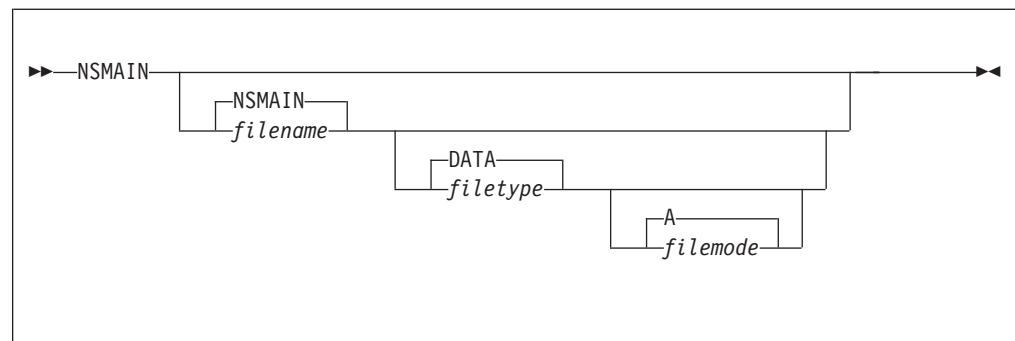 NSMAIN
NSMAIN
filename
DATA
filetype
A
filemode